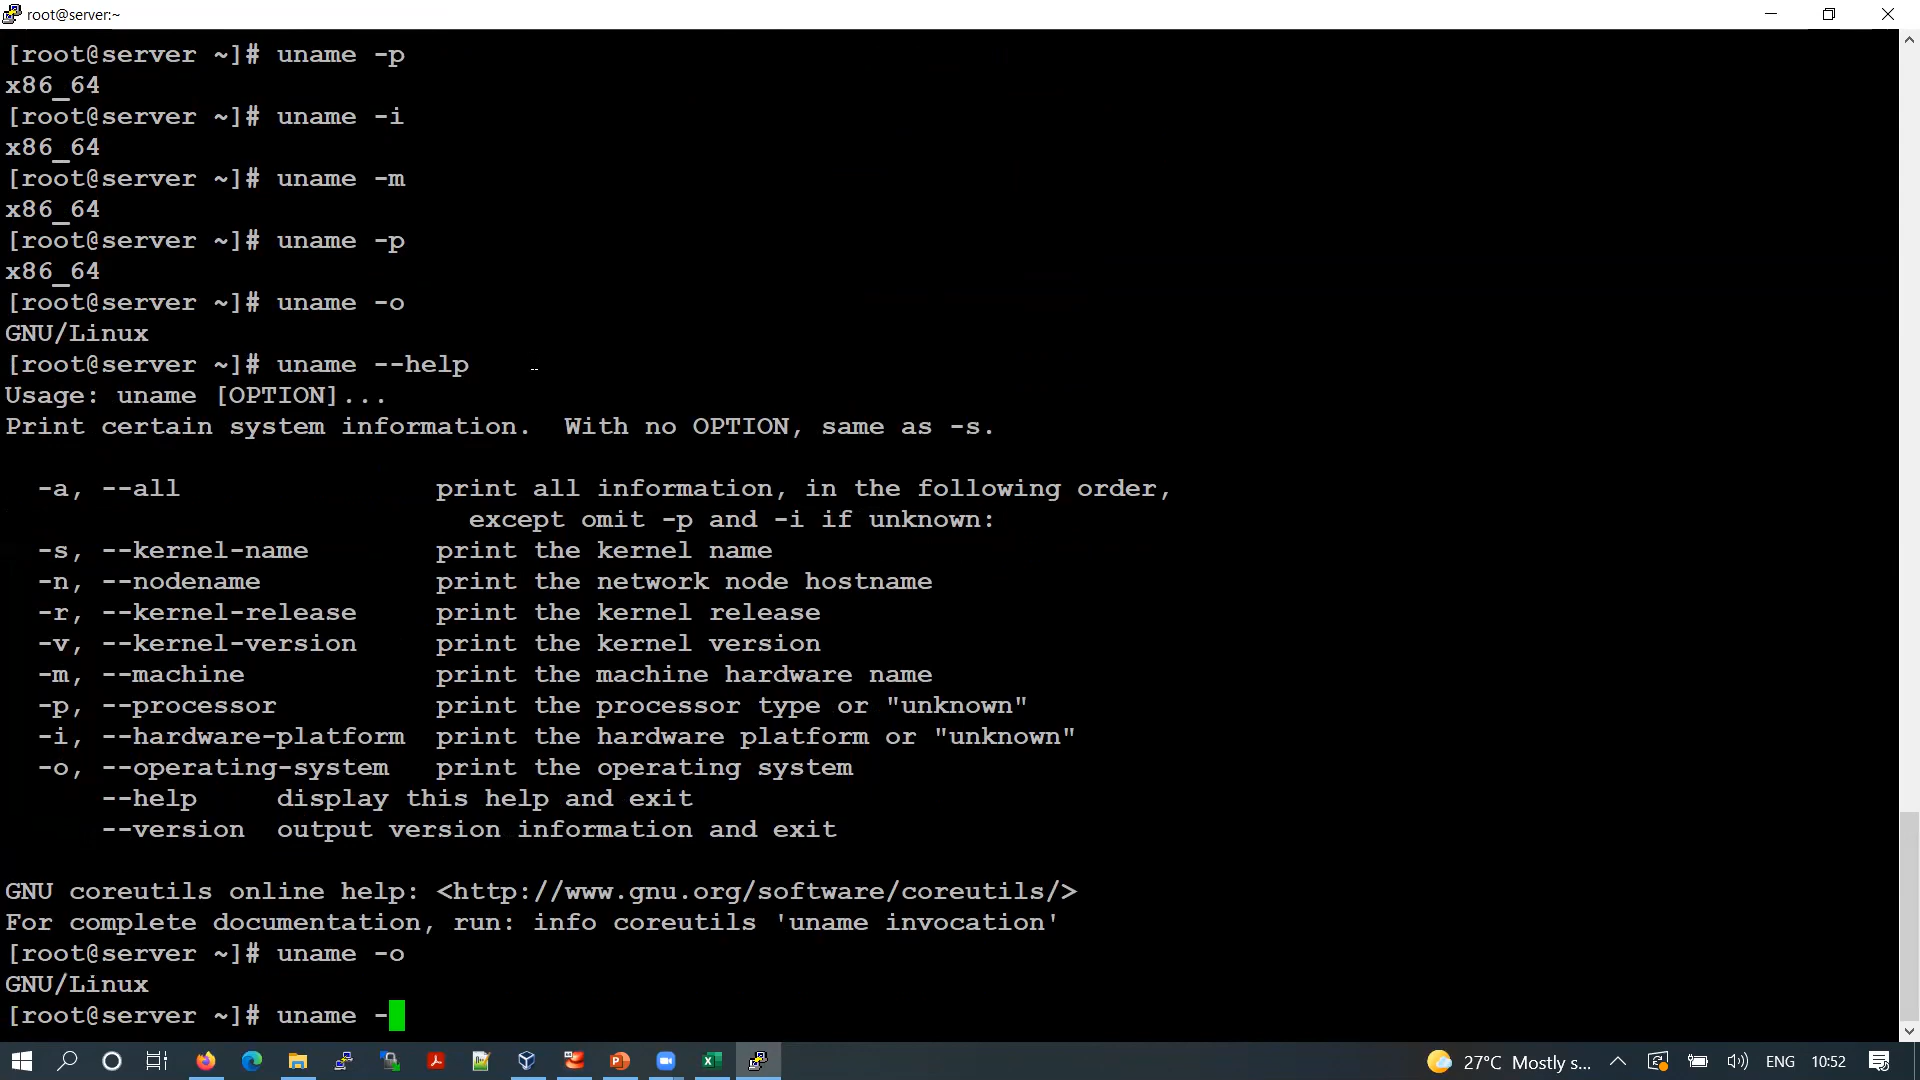 root@server:~
[root@server ~]# uname -p
x86_64
[root@server ~]# uname -i
x86_64
[root@server ~]# uname -m
x86_64
[root@server ~]# uname -p
x86_64
[root@server ~]# uname -o
GNU/Linux
[root@server ~]# uname --help
Usage: uname [OPTION]...
Print certain system information.  With no OPTION, same as -s.
  -a, --all                print all information, in the following order,
                             except omit -p and -i if unknown:
  -s, --kernel-name        print the kernel name
  -n, --nodename           print the network node hostname
  -r, --kernel-release     print the kernel release
  -v, --kernel-version     print the kernel version
  -m, --machine            print the machine hardware name
  -p, --processor          print the processor type or "unknown"
  -i, --hardware-platform  print the hardware platform or "unknown"
  -o, --operating-system   print the operating system
      --help     display this help and exit
      --version  output version information and exit
GNU coreutils online help: <http://www.gnu.org/software/coreutils/>
For complete documentation, run: info coreutils 'uname invocation'
[root@server ~]# uname -o
GNU/Linux
[root@server ~]# uname -
27°C Mostly s... ENG 10:52